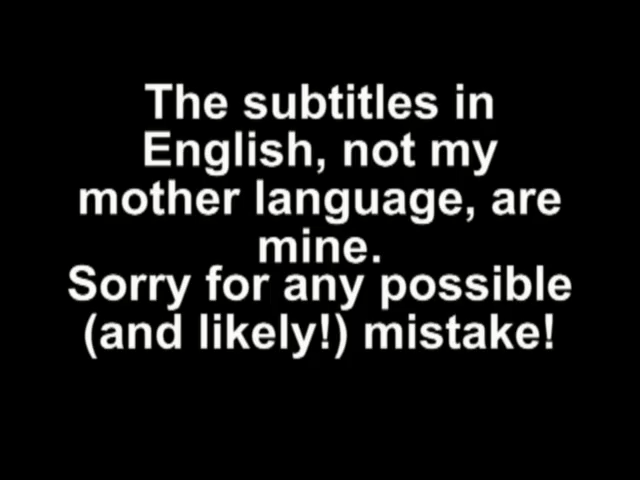 The subtitles in
English, not my
mother language, are
mine.
Sorry for any possible
(and likely!) mistake!